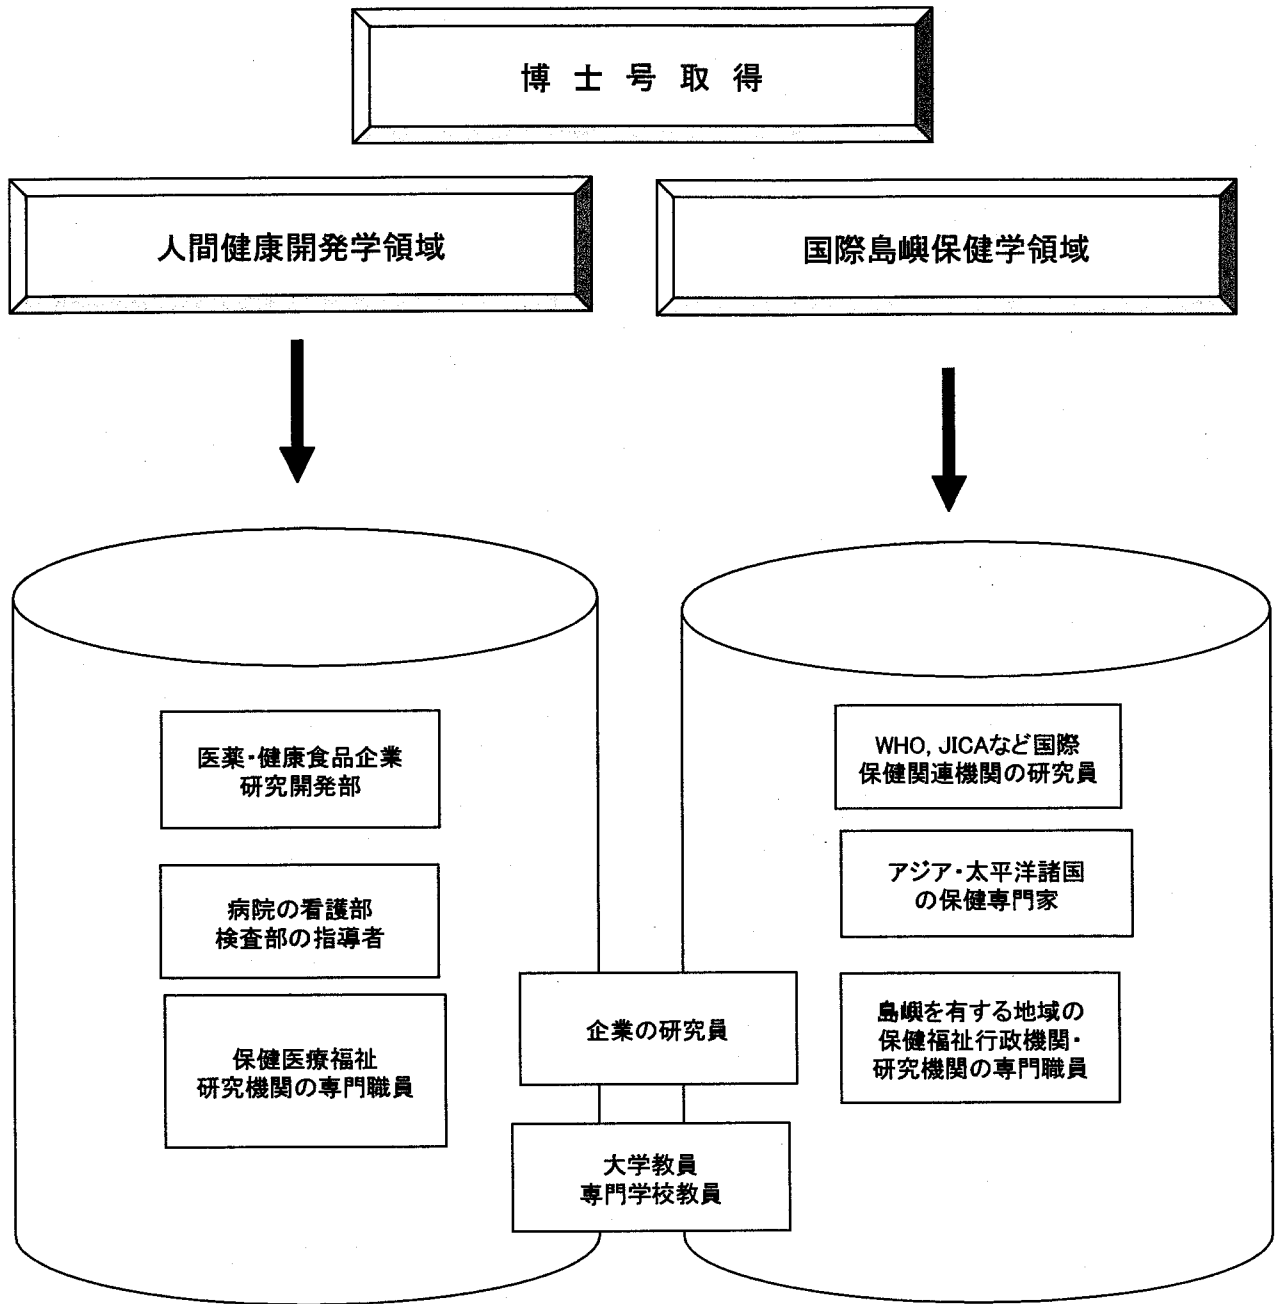 博士号取得
人間健康開発学領域
国際島嶼保健学領域
医薬・健康食品企業
研究開発部
病院の看護部
検査部の指導者
保健医療福祉
研究機関の専門職員
WHO, JICAなど国際
保健関連機関の研究員
アジア・太平洋諸国
の保健専門家
島嶼を有する地域の
保健福祉行政機関・
研究機関の専門職員
企業の研究員
大学教員
専門学校教員